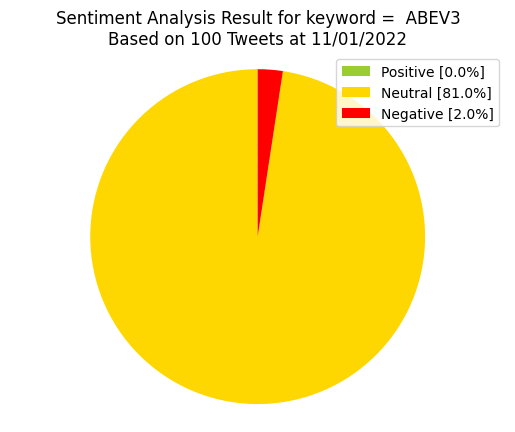 Sentiment Analysis Result for keyword =  ABEV3
Based on 100 Tweets at 11/01/2022
Positive [0.0%]
Neutral [81.0%]
Negative [2.0%]